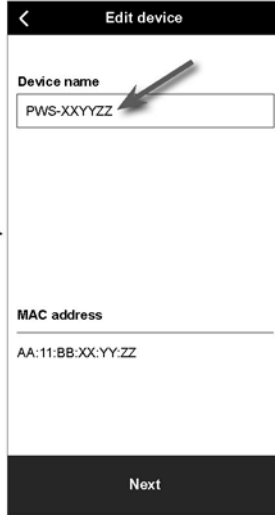 Edit device
Device name
PWS-XXYYZZ
MAC address
AA:11:BB:XX:YY:ZZ
Next